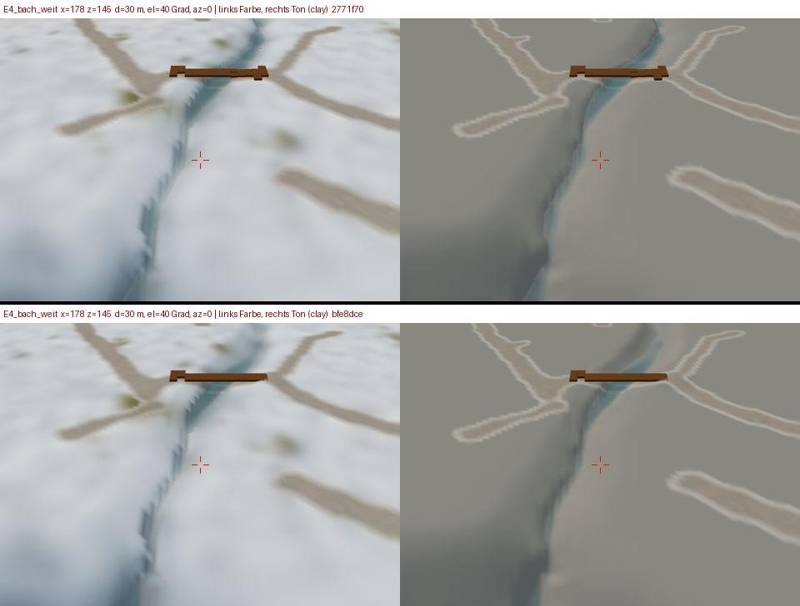 E4_bach_weit x=178 z=145 d=30 m, el=40 Grad, az=0 | links Farbe, rechts Ton (clay) 2771f70
E4_bach_weit x=178 z=145 d=30 m, el=40 Grad, az=0 | links Farbe, rechts Ton (clay) bfe8dce